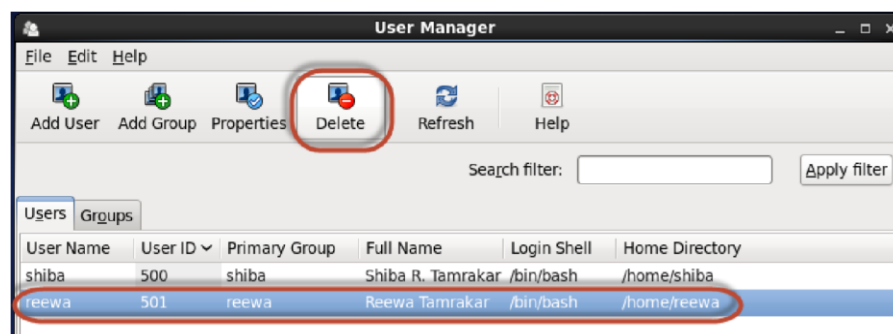 User Manager
File Edit Help
Add User Add Group Properties Delete Refresh Help
Search filter: Apply filter
Users Groups
User Name User ID Primary Group Full Name Login Shell Home Directory
shiba 500 shiba Shiba R. Tamrakar /bin/bash /home/shiba
reewa 501 reewa Reewa Tamrakar /bin/bash /home/reewa